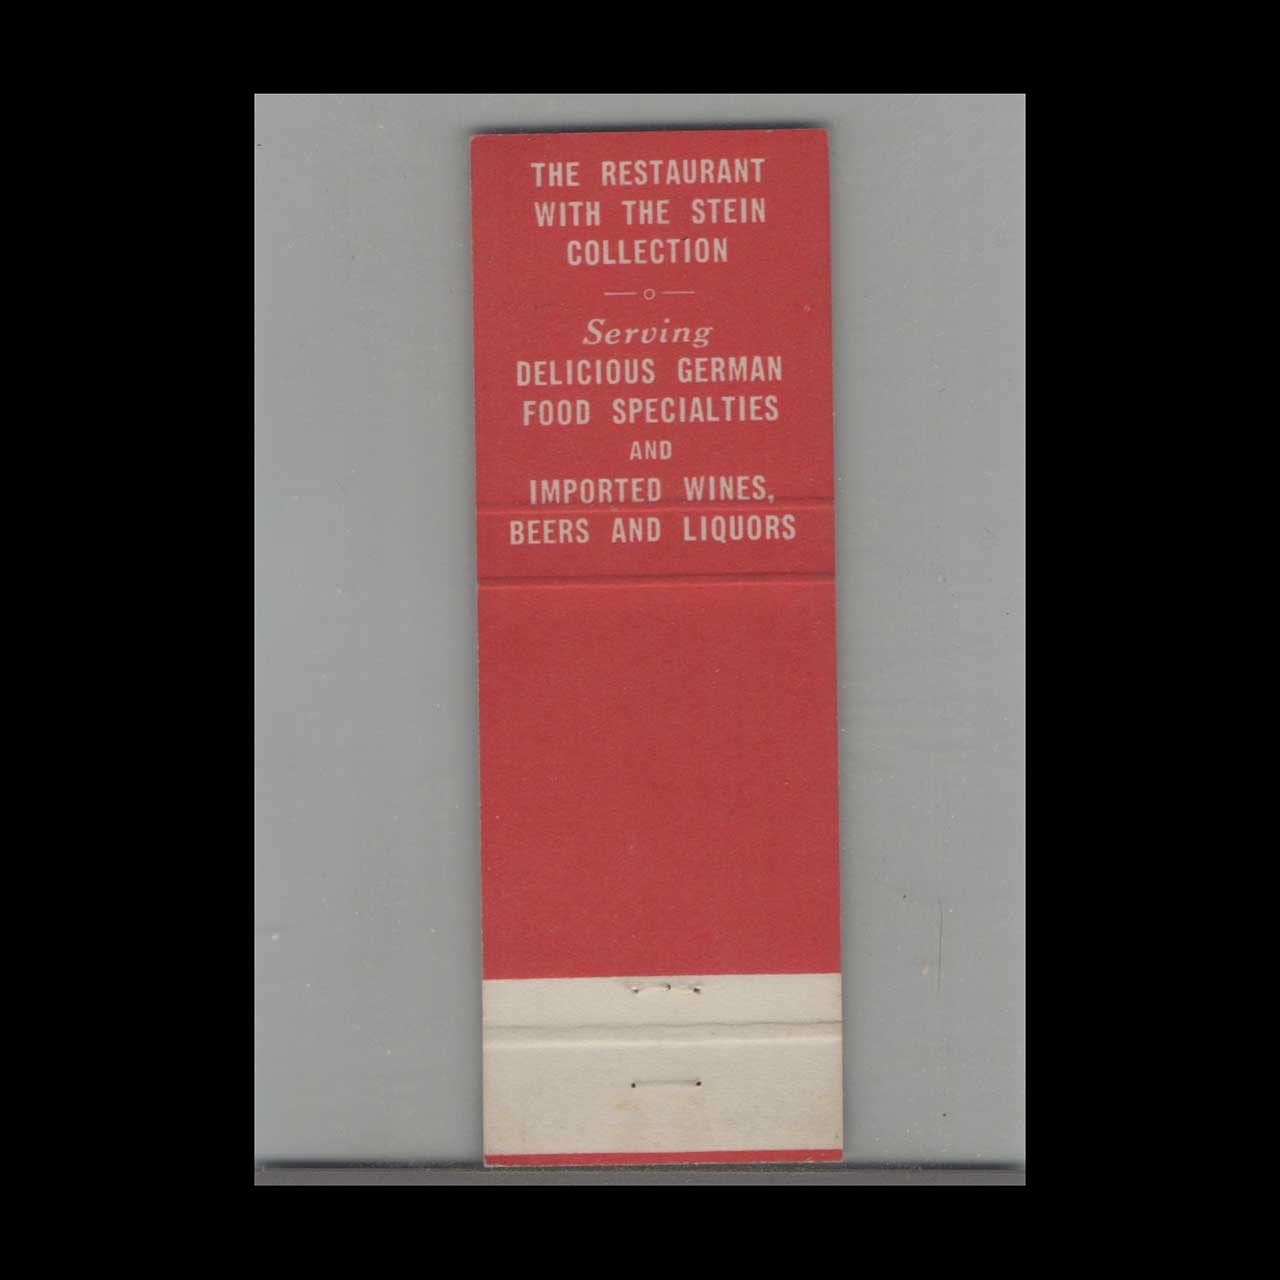 THE RESTAURANT
WITH THE STEIN
COLLECTION
Serving
DELICIOUS GERMAN
FOOD SPECIALTIES
AND
IMPORTED WINES,
BEERS AND LIQUORS